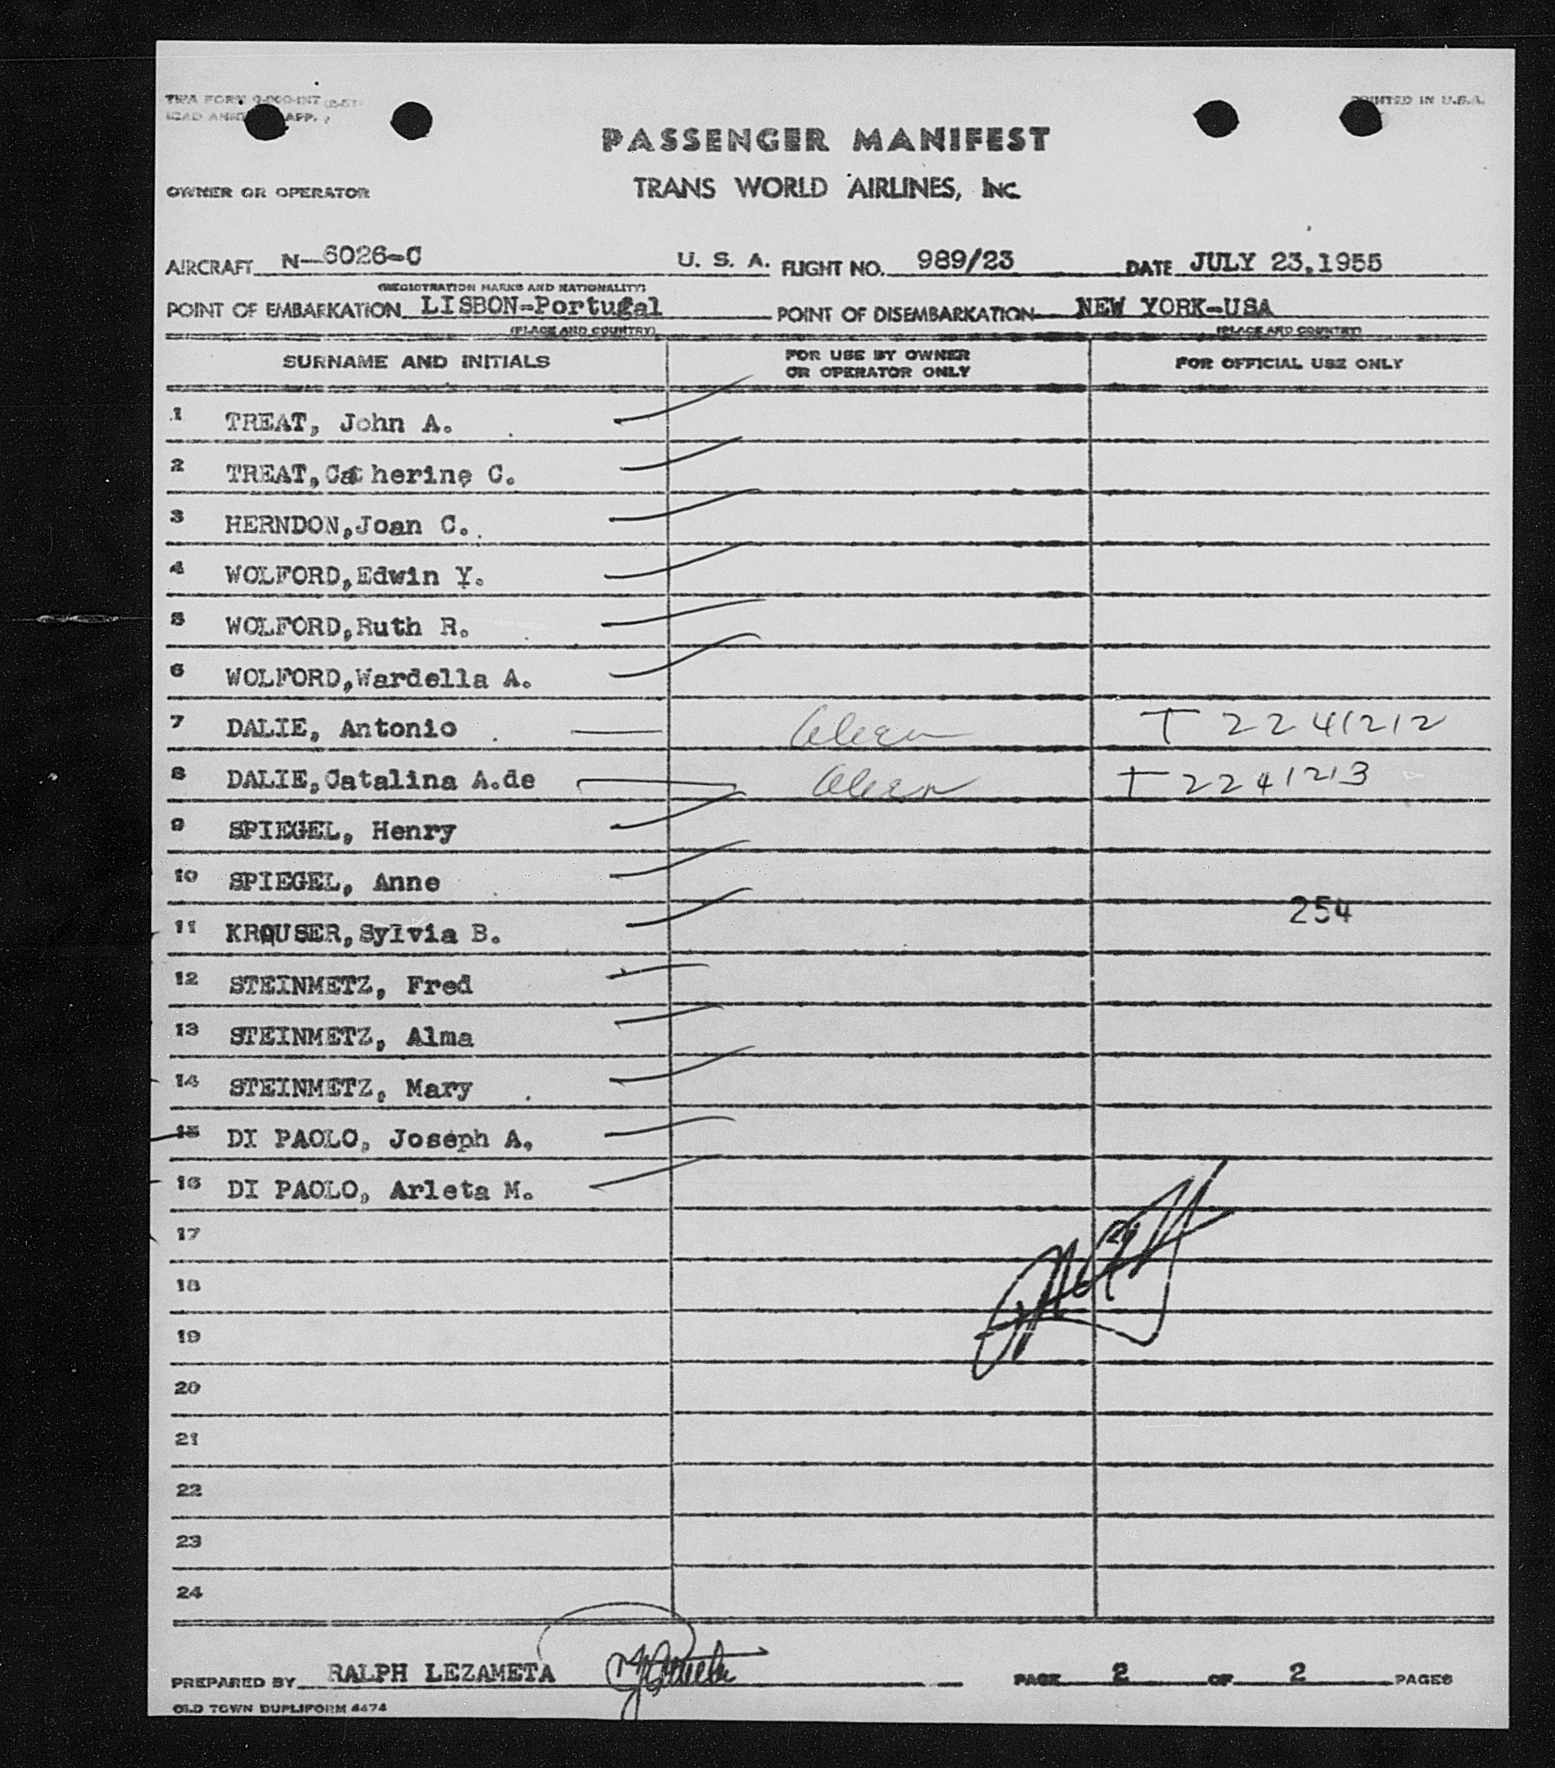 TWA FORM
PRINTED IN U.S.A.
PASSENGER MANIFEST
OWNER OR OPERATOR TRANS WORLD AIRLINES, INC.
AIRCRAFT N-6026-C U. S. A. FLIGHT NO. 989/23 DATE JULY 23,1955
(REGISTRATION MARKS AND NATIONALITY)
POINT OF EMBARKATION LISBON-Portugal POINT OF DISEMBARKATION NEW YORK-USA
(PLACE AND COUNTRY) (PLACE AND COUNTRY)
SURNAME AND INITIALS FOR USE BY OWNER OR OPERATOR ONLY FOR OFFICIAL USE ONLY
1 TREAT, John A.
2 TREAT,Catherine C.
3 HERNDON,Joan C.
4 WOLFORD,Edwin Y.
5 WOLFORD,Ruth R.
6 WOLFORD,Wardella A.
7 DALIE, Antonio Alien T 2241212
8 DALIE,Catalina A.de Alien T 2241213
9 SPIEGEL, Henry
10 SPIEGEL, Anne
254
11 KROUSER,Sylvia B.
12 STEINMETZ, Fred
13 STEINMETZ, Alma
14 STEINMETZ, Mary
15 DI PAOLO, Joseph A.
16 DI PAOLO, Arleta M.
17
18
19
20
21
22
23
24
PREPARED BY RALPH LEZAMETA PAGE 2 OF 2 PAGES
OLD TOWN DUPLIFORM 4474